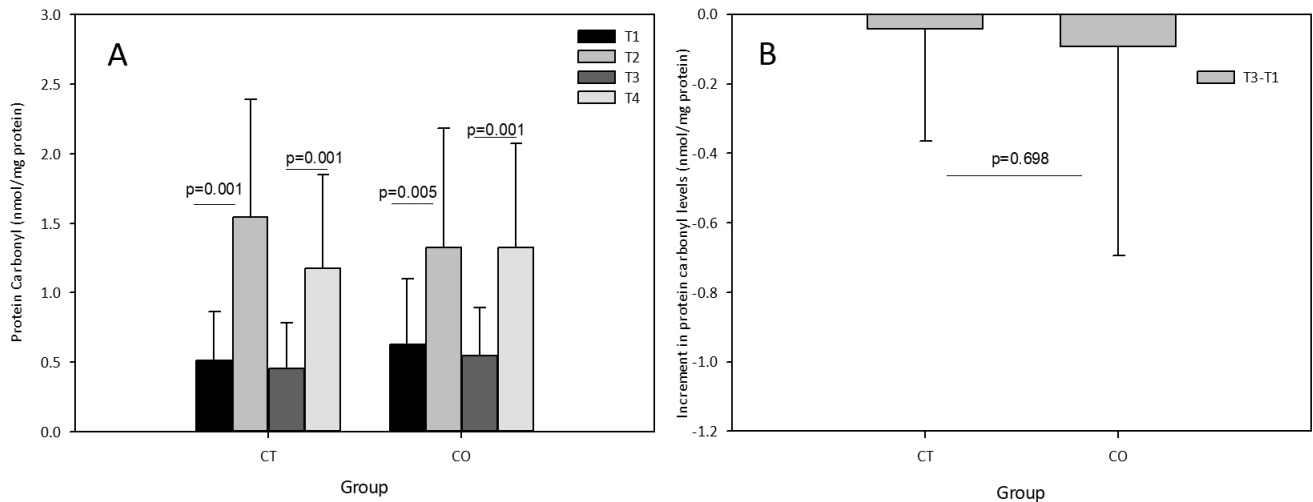 A
Protein Carbonyl (nmol/mg protein)
3.0
2.5
2.0
1.5
1.0
0.5
0.0
T1
T2
T3
T4
p=0.001
p=0.001
p=0.005
p=0.001
CT
CO
Group
B
Increment in protein carbonyl levels (nmol/mg protein)
0.0
-0.2
-0.4
-0.6
-0.8
-1.0
-1.2
T3-T1
p=0.698
CT
CO
Group